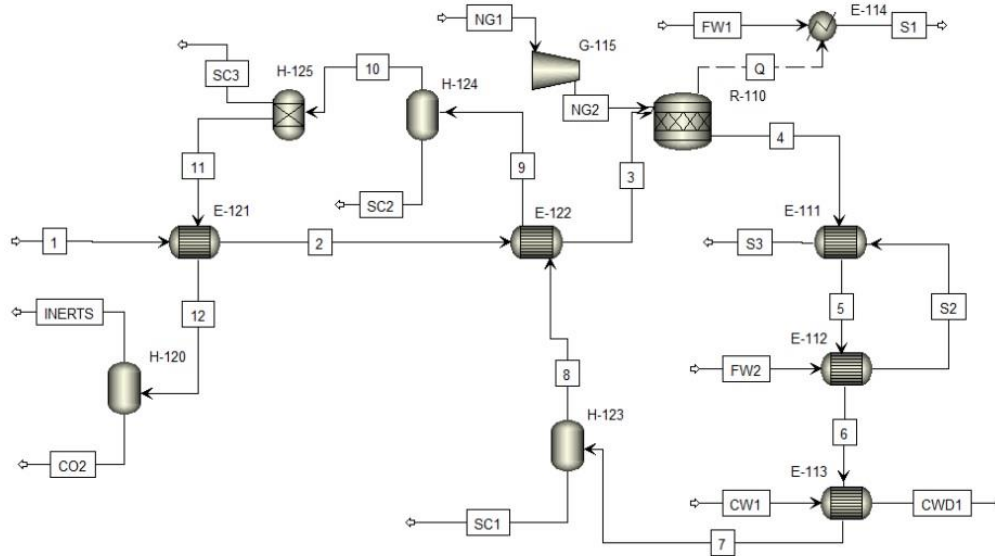 NG1
FW1
E-114
S1
G-115
Q
R-110
NG2
SC3
H-125
10
H-124
4
11
9
3
SC2
E-121
E-122
E-111
1
2
S3
INERTS
12
5
S2
H-120
E-112
8
FW2
H-123
6
CO2
E-113
SC1
CW1
CWD1
7